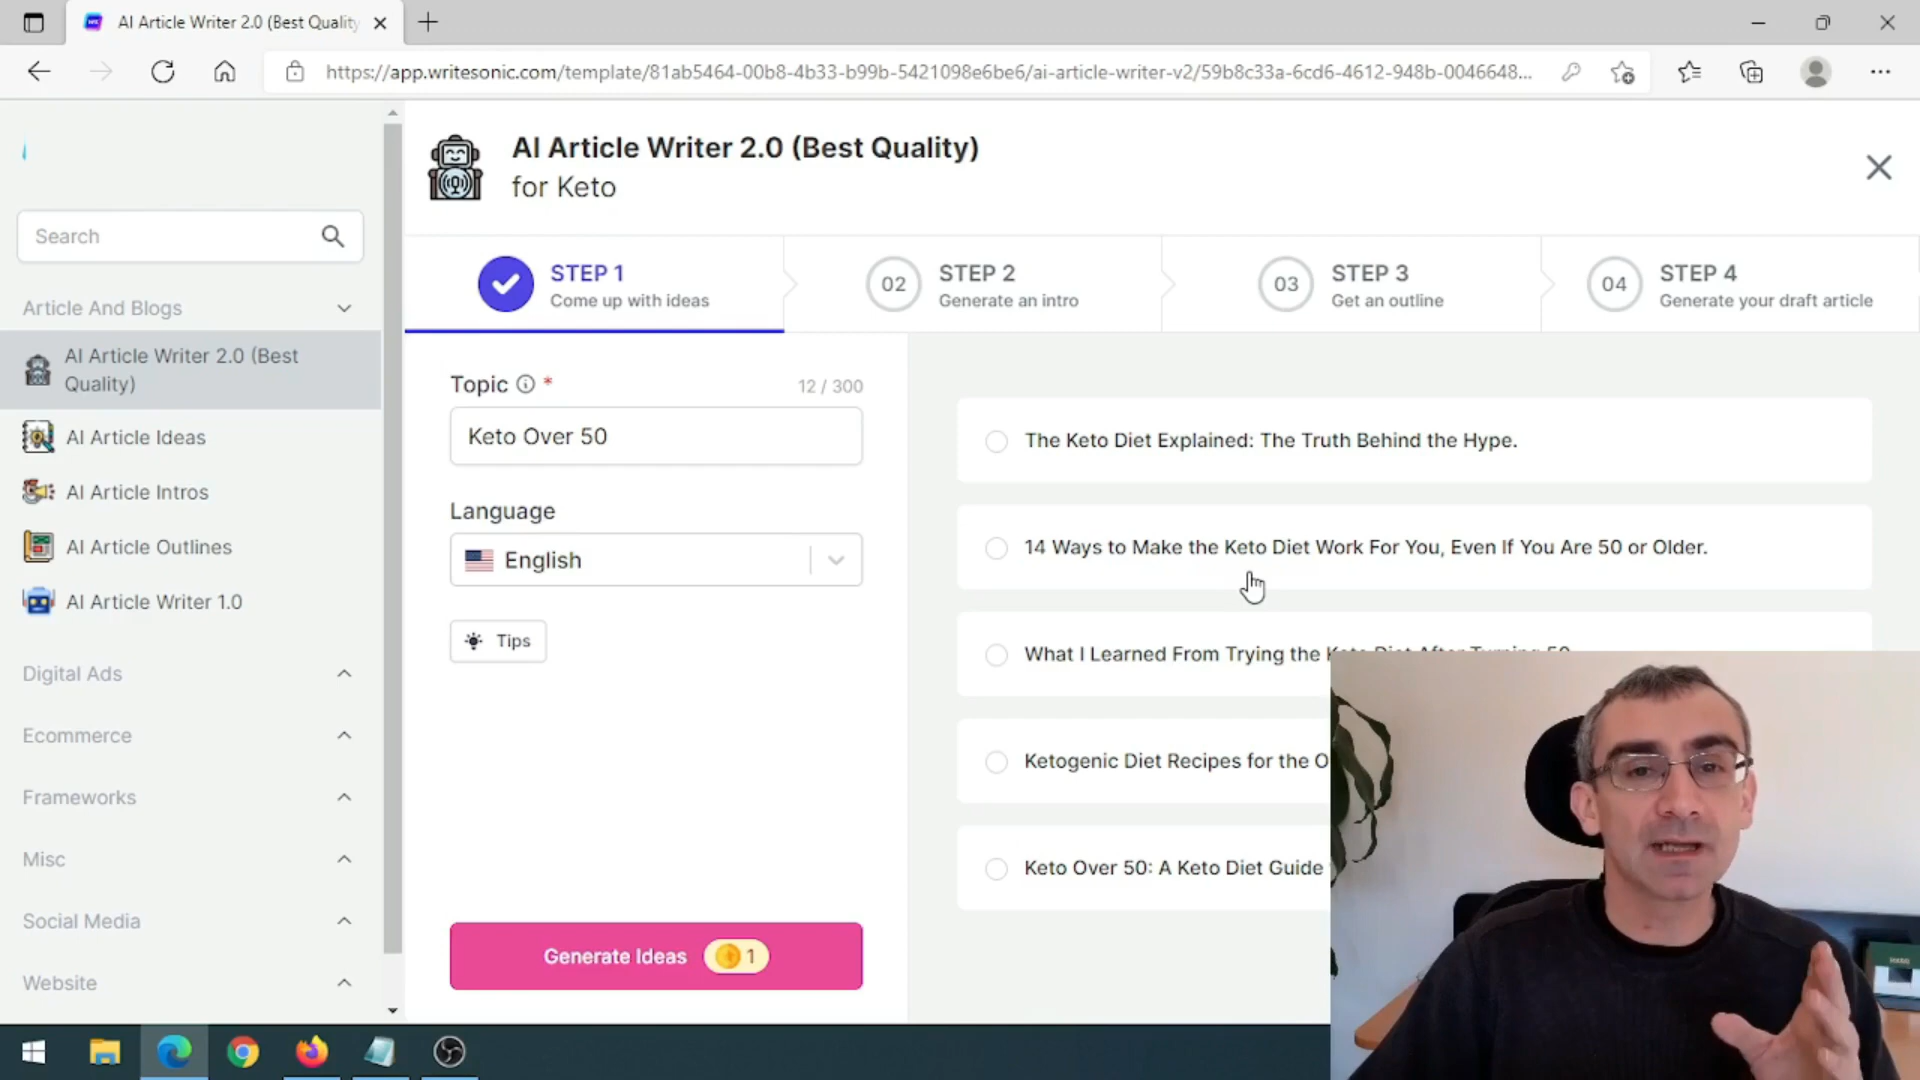 AI Article Writer 2.0 (Best Quality
https://app.writesonic.com/template/81ab5464-00b8-4b33-b99b-5421098e6be6/ai-article-writer-v2/59b8c33a-6cd6-4612-948b-0046648...
Search
Article And Blogs
AI Article Writer 2.0 (Best
Quality)
AI Article Ideas
AI Article Intros
AI Article Outlines
AI Article Writer 1.0
Digital Ads
Ecommerce
Frameworks
Misc
Social Media
Website
AI Article Writer 2.0 (Best Quality)
for Keto
STEP 1
Come up with ideas
02
STEP 2
Generate an intro
03
STEP 3
Get an outline
04
STEP 4
Generate your draft article
Topic * 12 / 300
Keto Over 50
Language
English
Tips
Generate Ideas 1
The Keto Diet Explained: The Truth Behind the Hype.
14 Ways to Make the Keto Diet Work For You, Even If You Are 50 or Older.
What I Learned From Trying the Keto Diet After Turning 50
Ketogenic Diet Recipes for the O
Keto Over 50: A Keto Diet Guide